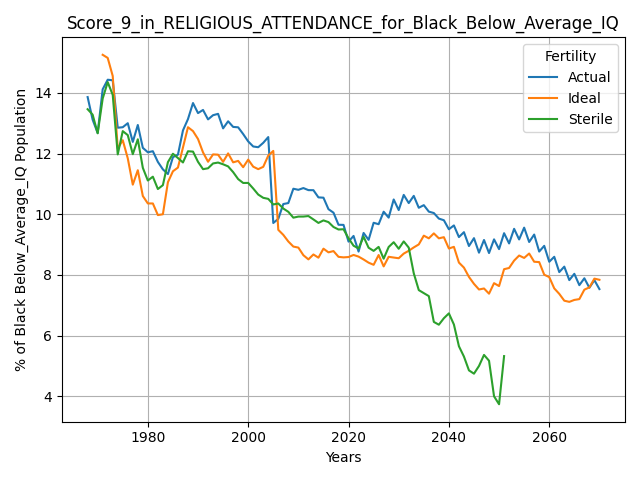 Score_9_in_RELIGIOUS_ATTENDANCE_for_Black_Below_Average_IQ
Fertility
Actual
Ideal
Sterile
% of Black Below_Average_IQ Population
14
12
10
8
6
4
1980
2000
2020
2040
2060
Years